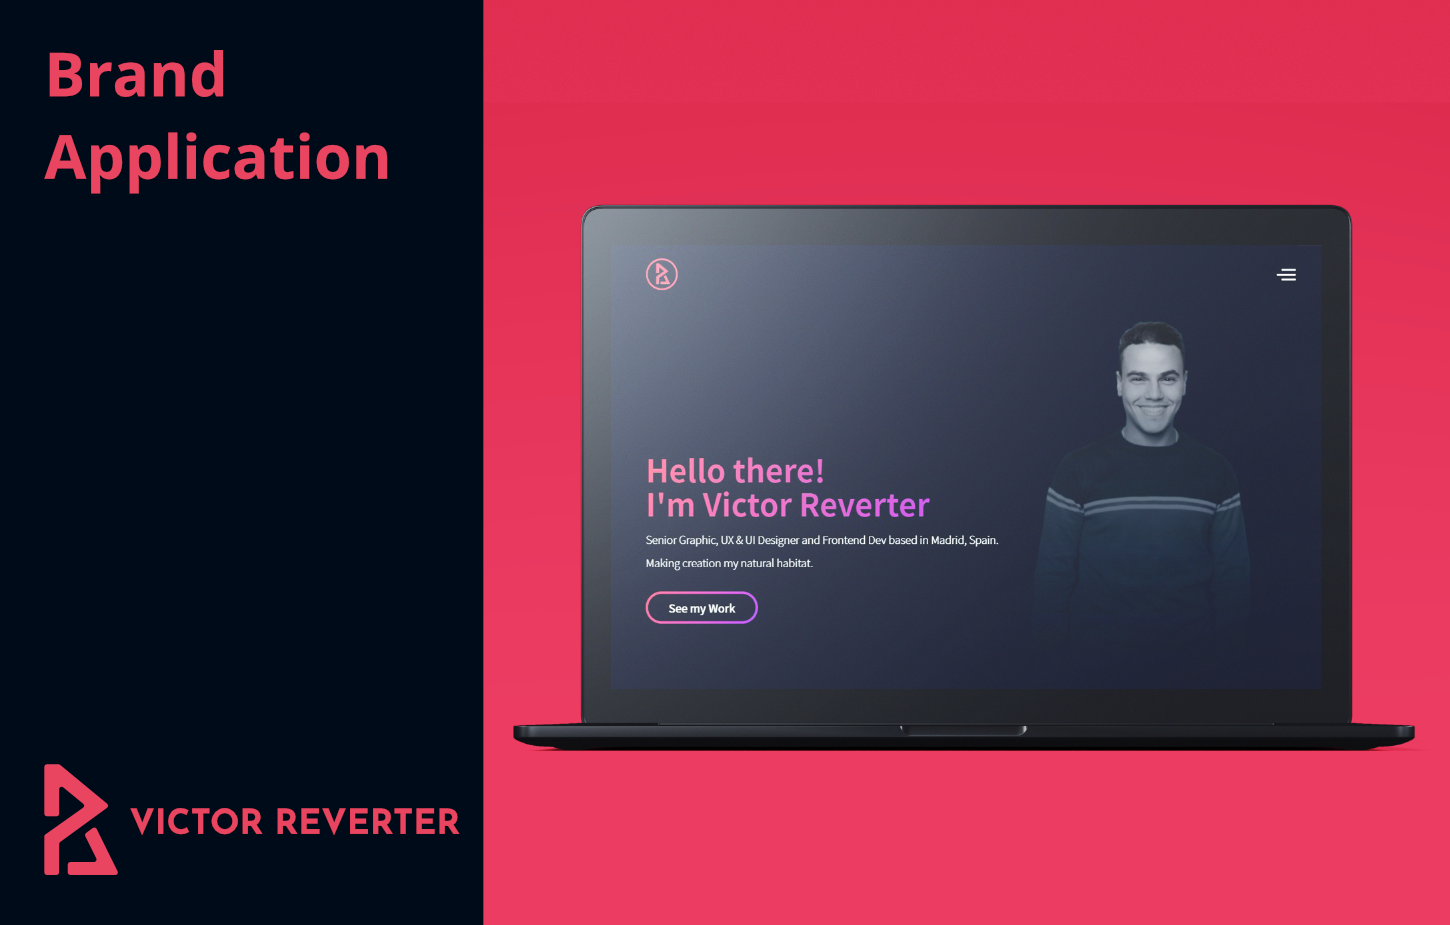 Brand
Application
Hello there!
I'm Victor Reverter
Senior Graphic, UX & UI Designer and Frontend Dev based in Madrid, Spain.
Making creation my natural habitat.
See my Work
VICTOR REVERTER